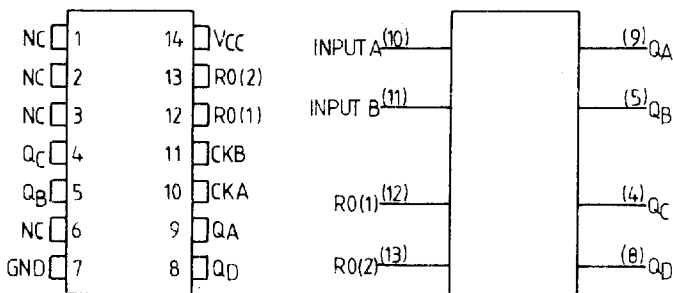 NC 1 14 VCC
NC 2 13 R0(2)
NC 3 12 R0(1)
QC 4 11 CKB
QB 5 10 CKA
NC 6 9 QA
GND 7 8 QD
INPUT A (10) (9) QA
INPUT B (11) (5) QB
R0(1) (12) (4) QC
R0(2) (13) (8) QD